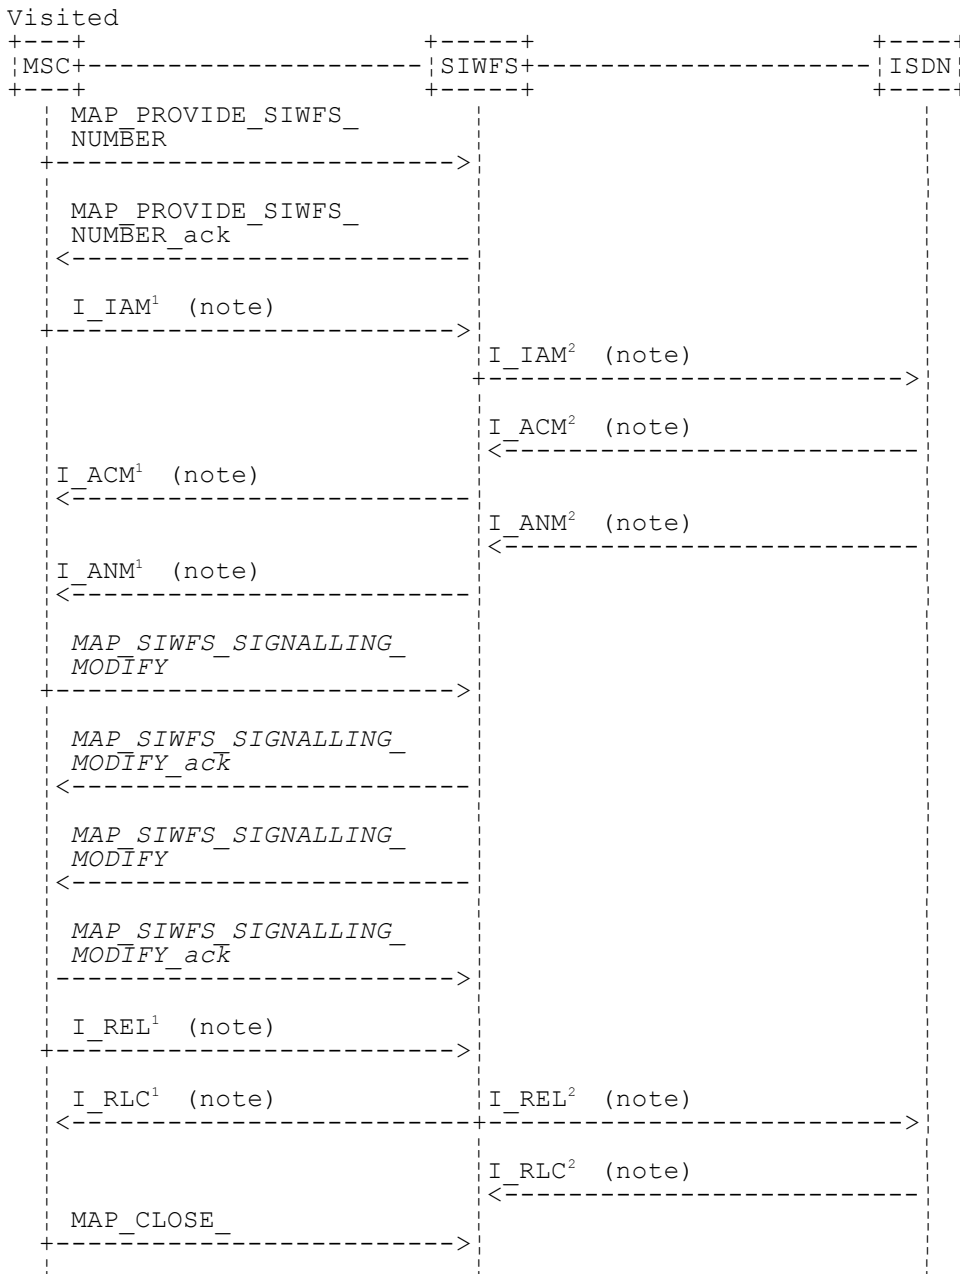 Visited
MSC SIWFS ISDN
MAP_PROVIDE_SIWFS_
NUMBER
MAP_PROVIDE_SIWFS_
NUMBER_ack
I_IAM¹ (note)
I_IAM² (note)
I_ACM² (note)
I_ACM¹ (note)
I_ANM² (note)
I_ANM¹ (note)
MAP_SIWFS_SIGNALLING_
MODIFY
MAP_SIWFS_SIGNALLING_
MODIFY_ack
MAP_SIWFS_SIGNALLING_
MODIFY
MAP_SIWFS_SIGNALLING_
MODIFY_ack
I_REL¹ (note)
I_RLC¹ (note) I_REL² (note)
I_RLC² (note)
MAP_CLOSE_